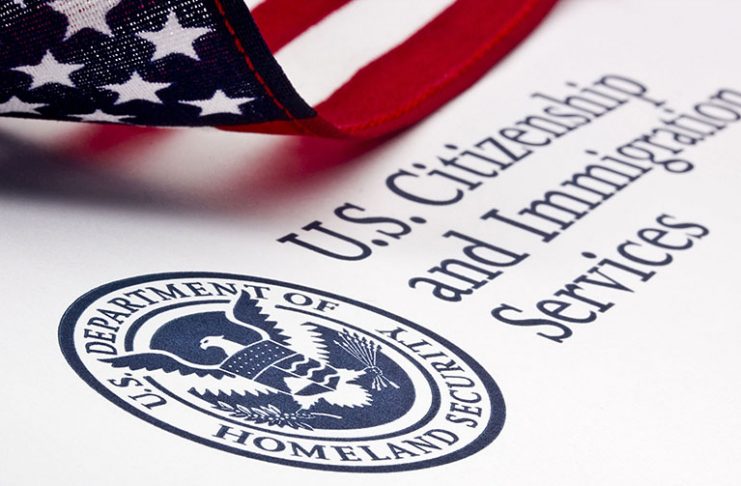 U.S. Citizenship
and Immigration
Services
U.S. DEPARTMENT OF
HOMELAND SECURITY